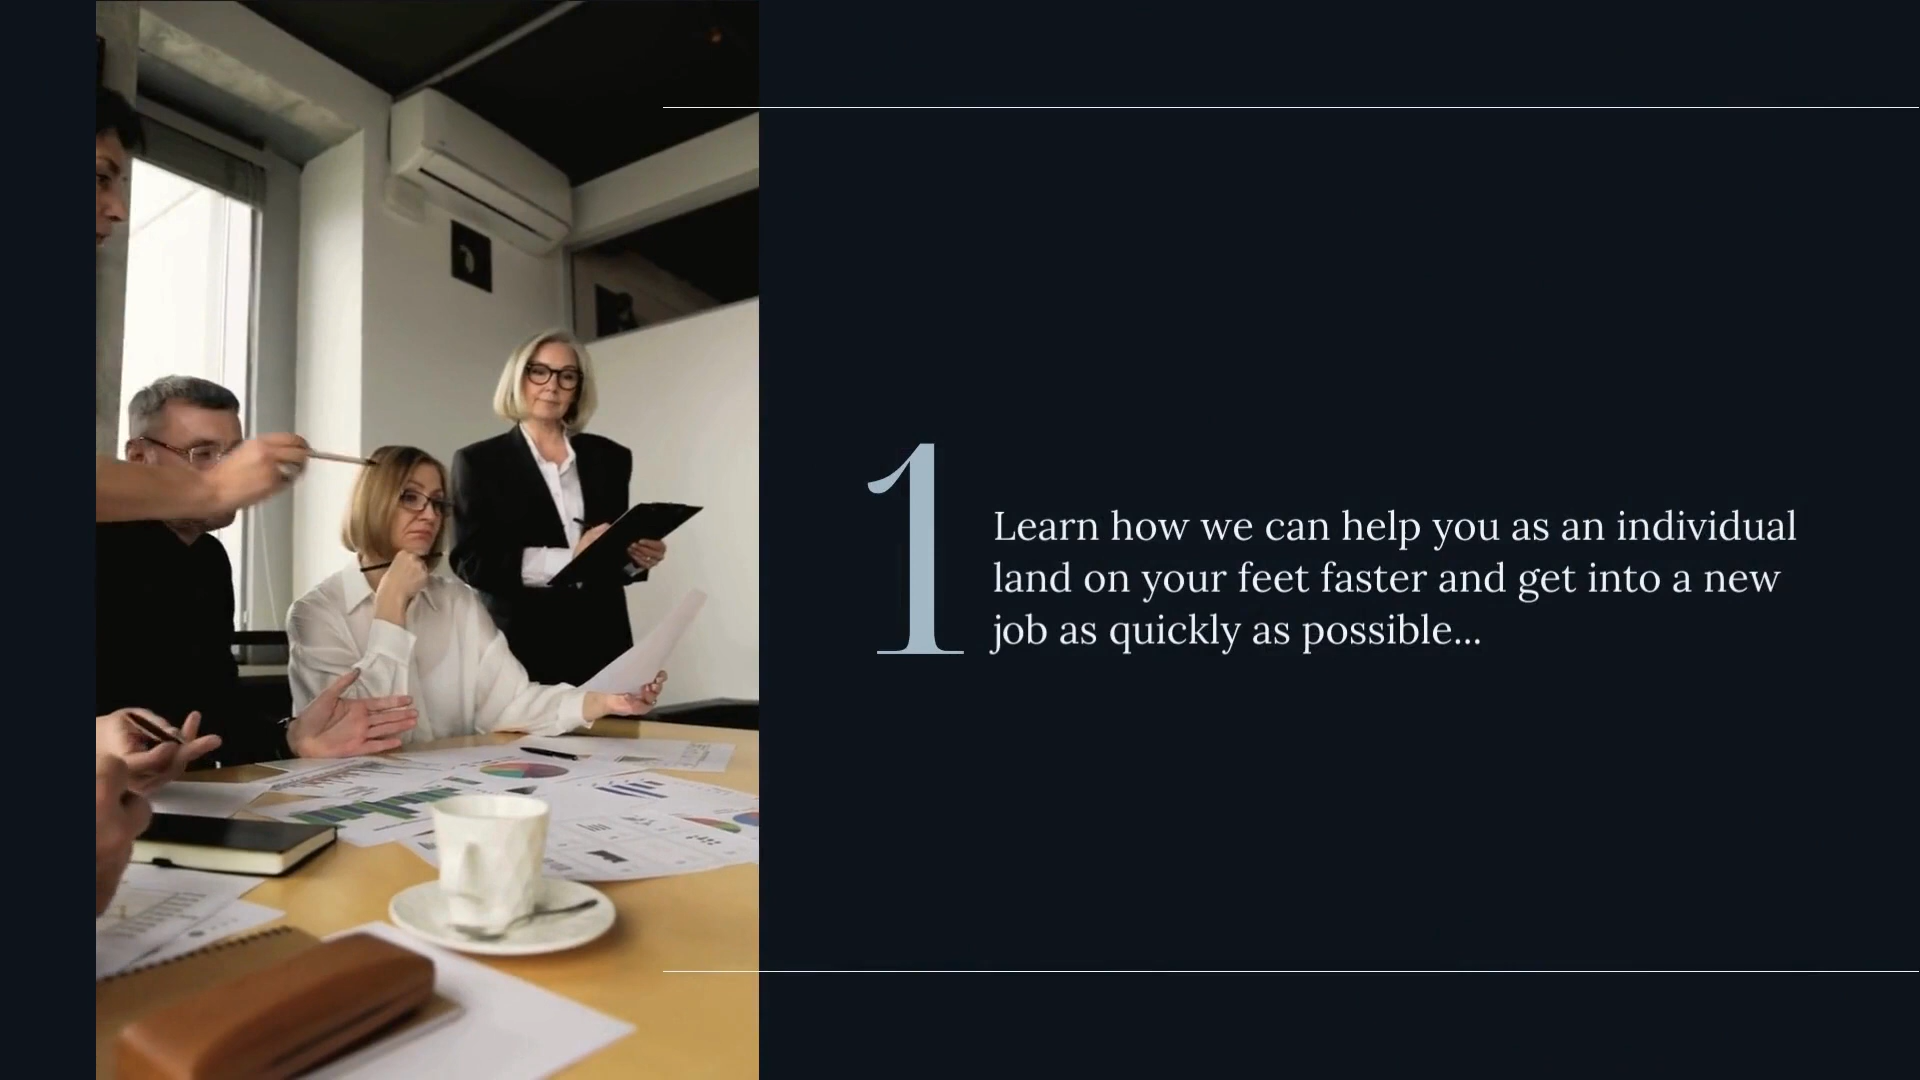 1
Learn how we can help you as an individual
land on your feet faster and get into a new
job as quickly as possible...